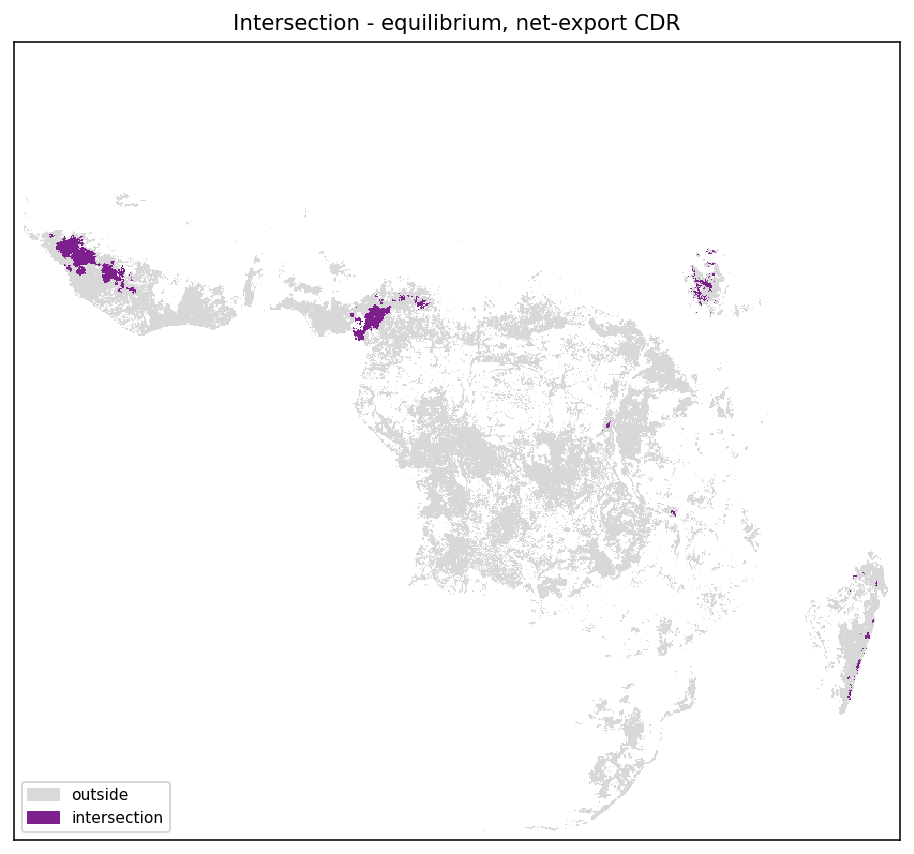 Intersection - equilibrium, net-export CDR
outside
intersection